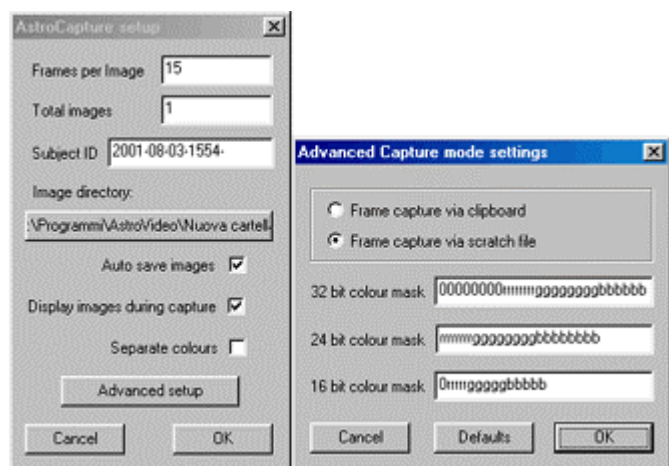 AstroCapture setup
Frames per Image 15
Total images 1
Subject ID 2001-08-03-1554-
Image directory:
:\Programmi\AstroVideo\Nuova cartell
Auto save images
Display images during capture
Separate colours
Advanced setup
Cancel OK
Advanced Capture mode settings
Frame capture via clipboard
Frame capture via scratch file
32 bit colour mask 00000000rrrrrrrrggggggggbbbbbb
24 bit colour mask rrrrrrrrggggggggbbbbbbbb
16 bit colour mask 0rrrrrgggggbbbbb
Cancel Defaults OK